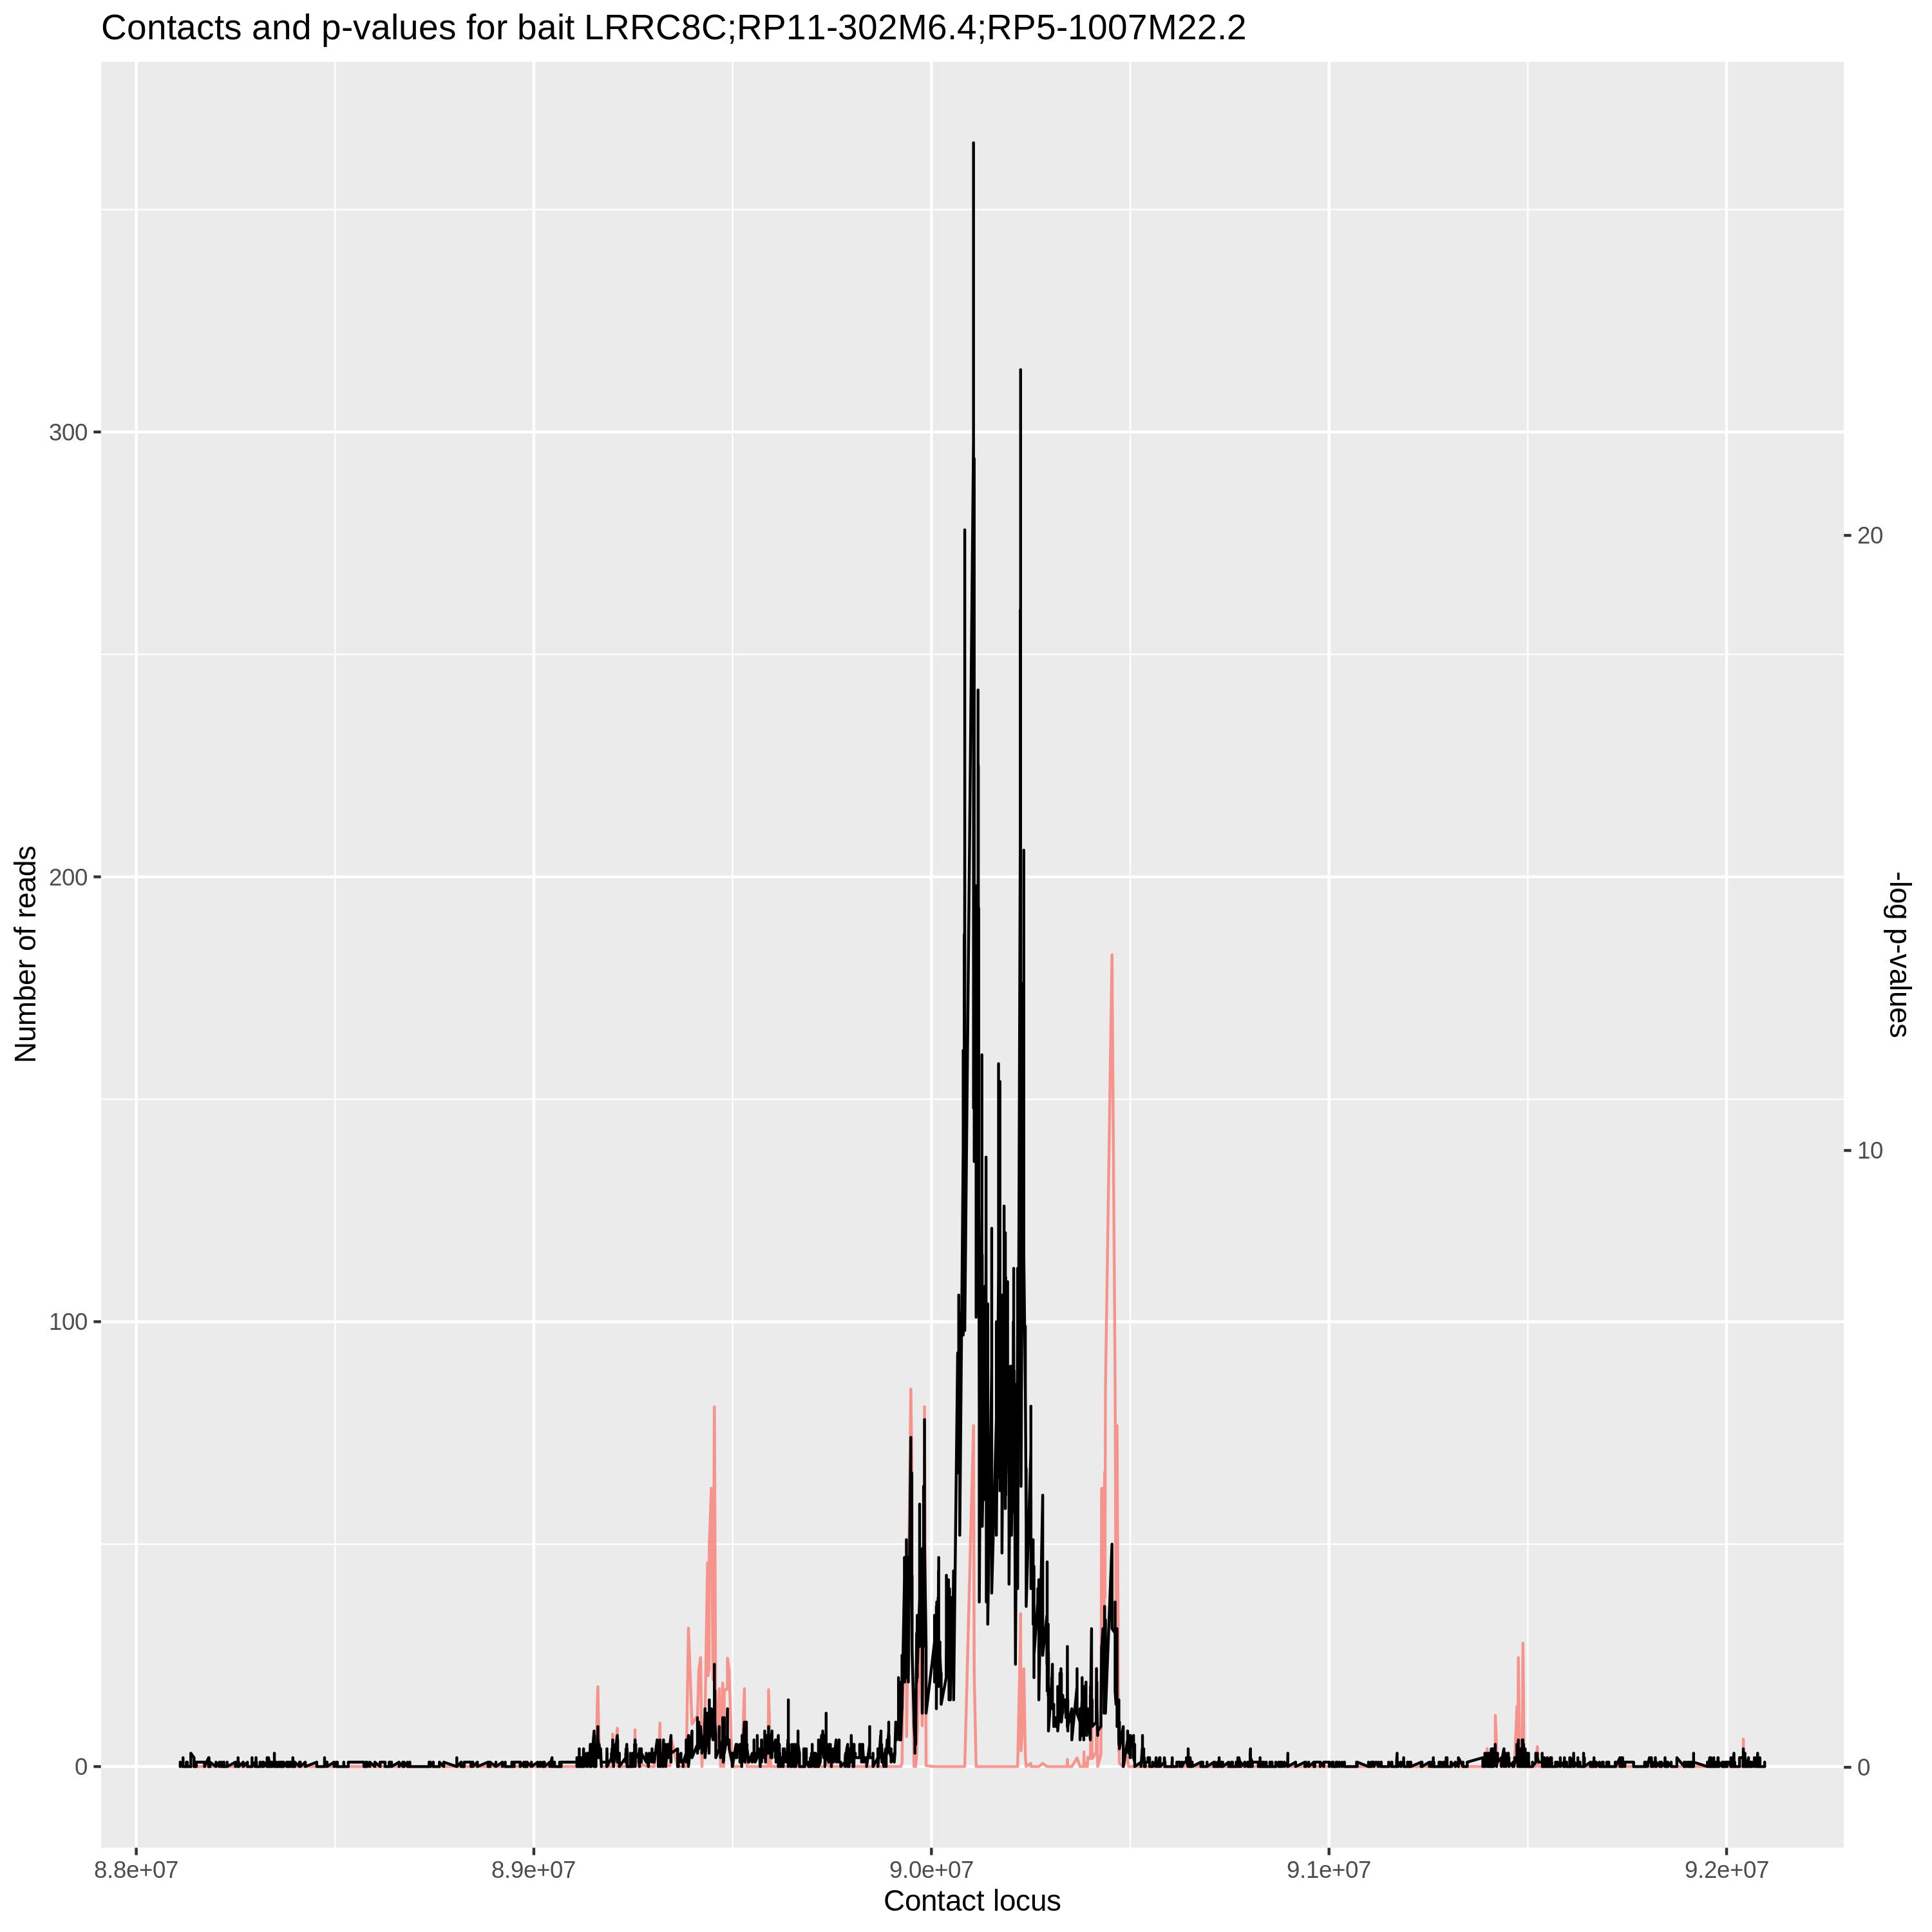 Contacts and p-values for bait LRRC8C;RP11-302M6.4;RP5-1007M22.2
300
200
100
0
Number of reads
20
10
0
-log p-values
8.8e+07
8.9e+07
9.0e+07
9.1e+07
9.2e+07
Contact locus